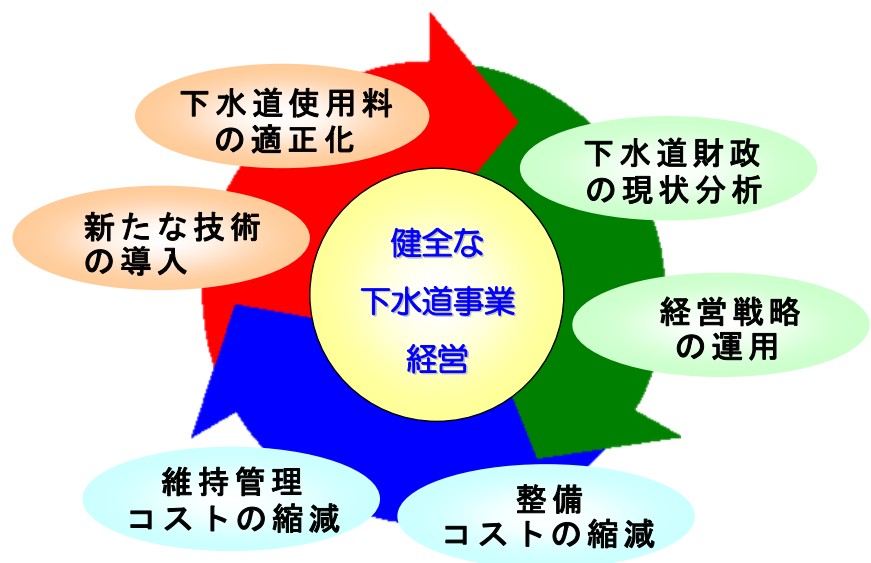 下水道使用料
の適正化
下水道財政
の現状分析
新たな技術
の導入
健全な
下水道事業
経営
経営戦略
の運用
維持管理
コストの縮減
整備
コストの縮減